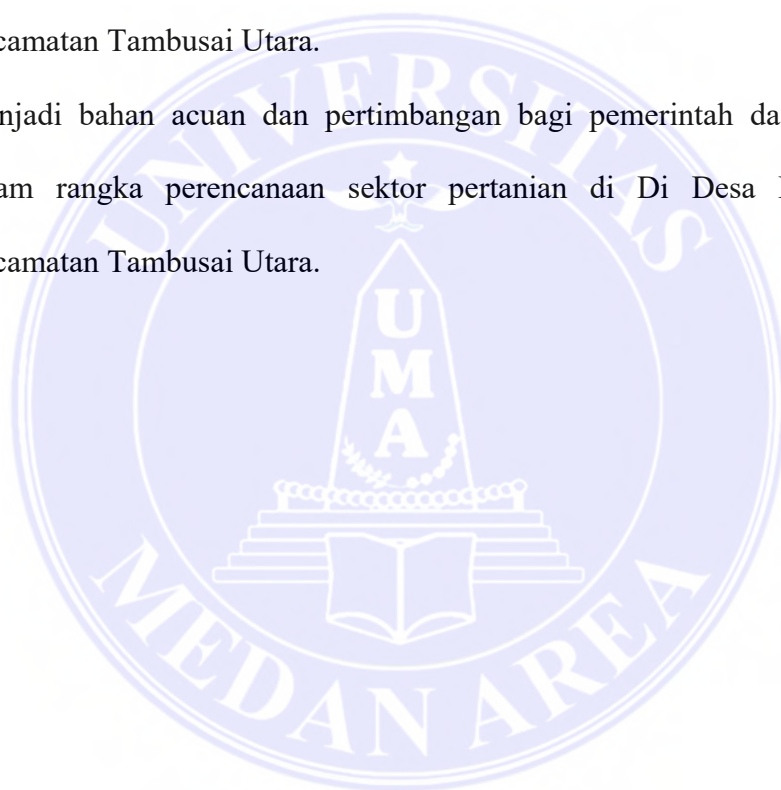 camatan Tambusai Utara.
njadi bahan acuan dan pertimbangan bagi pemerintah da
am rangka perencanaan sektor pertanian di Di Desa
camatan Tambusai Utara.
UNIVERSITAS
U
M
A
MEDAN AREA